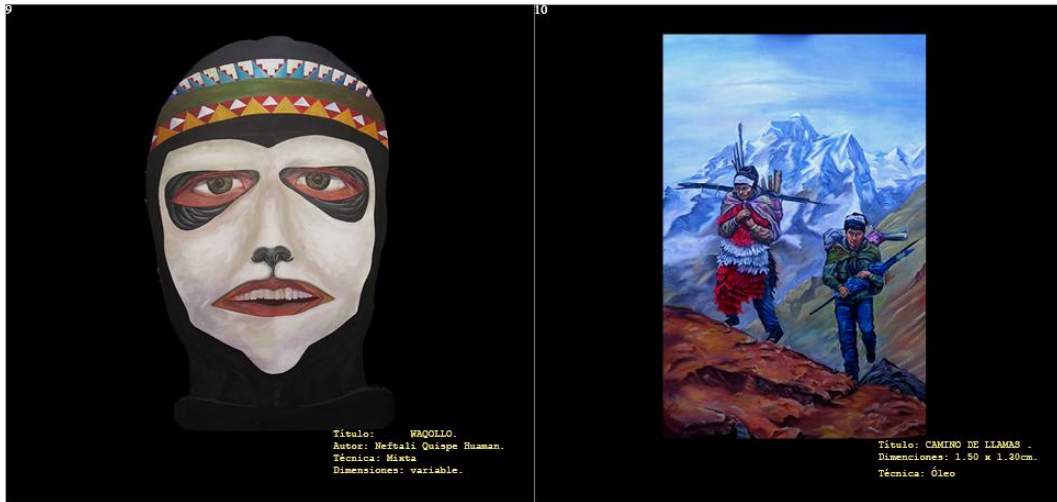 9
Título: WAQOLLO.
Autor: Neftali Quispe Huaman.
Técnica: Mixta
Dimensiones: variable.
10
Título: CAMINO DE LLAMAS .
Dimenciones: 1.50 x 1.30cm.
Técnica: Óleo